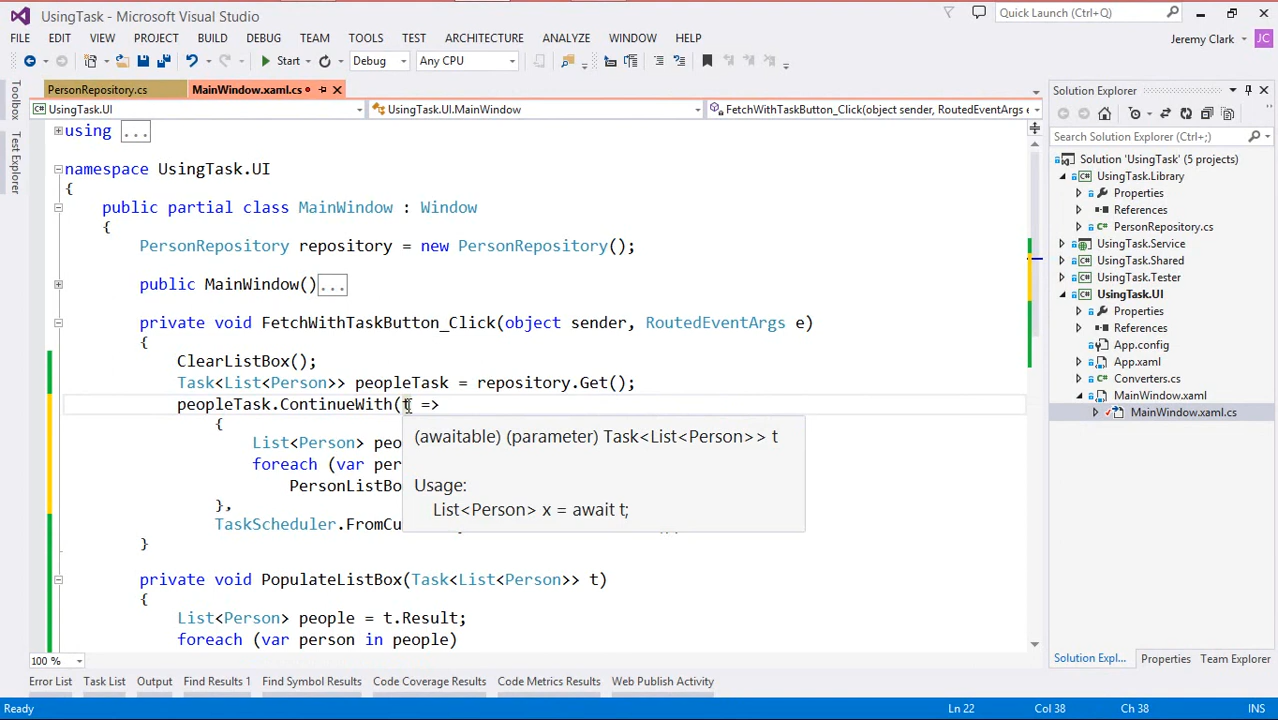 UsingTask - Microsoft Visual Studio
Quick Launch (Ctrl+Q)
FILE EDIT VIEW PROJECT BUILD DEBUG TEAM TOOLS TEST ARCHITECTURE ANALYZE WINDOW HELP
Jeremy Clark JC
Start Debug Any CPU
Toolbox
Test Explorer
PersonRepository.cs MainWindow.xaml.cs
UsingTask.UI UsingTask.UI.MainWindow FetchWithTaskButton_Click(object sender, RoutedEventArgs e
using ...
namespace UsingTask.UI
{
public partial class MainWindow : Window
{
PersonRepository repository = new PersonRepository();
public MainWindow()...
private void FetchWithTaskButton_Click(object sender, RoutedEventArgs e)
{
ClearListBox();
Task<List<Person>> peopleTask = repository.Get();
peopleTask.ContinueWith(t =>
{
List<Person> peo
foreach (var per
PersonListBo
},
TaskScheduler.FromCu
}
(awaitable) (parameter) Task<List<Person>> t
Usage:
List<Person> x = await t;
private void PopulateListBox(Task<List<Person>> t)
{
List<Person> people = t.Result;
foreach (var person in people)
100 %
Solution Explorer
Search Solution Explorer (Ctrl+;)
Solution 'UsingTask' (5 projects)
UsingTask.Library
Properties
References
PersonRepository.cs
UsingTask.Service
UsingTask.Shared
UsingTask.Tester
UsingTask.UI
Properties
References
App.config
App.xaml
Converters.cs
MainWindow.xaml
MainWindow.xaml.cs
Solution Expl... Properties Team Explorer
Error List Task List Output Find Results 1 Find Symbol Results Code Metrics Results Web Publish Activity
Ready Ln 22 Col 38 Ch 38 INS